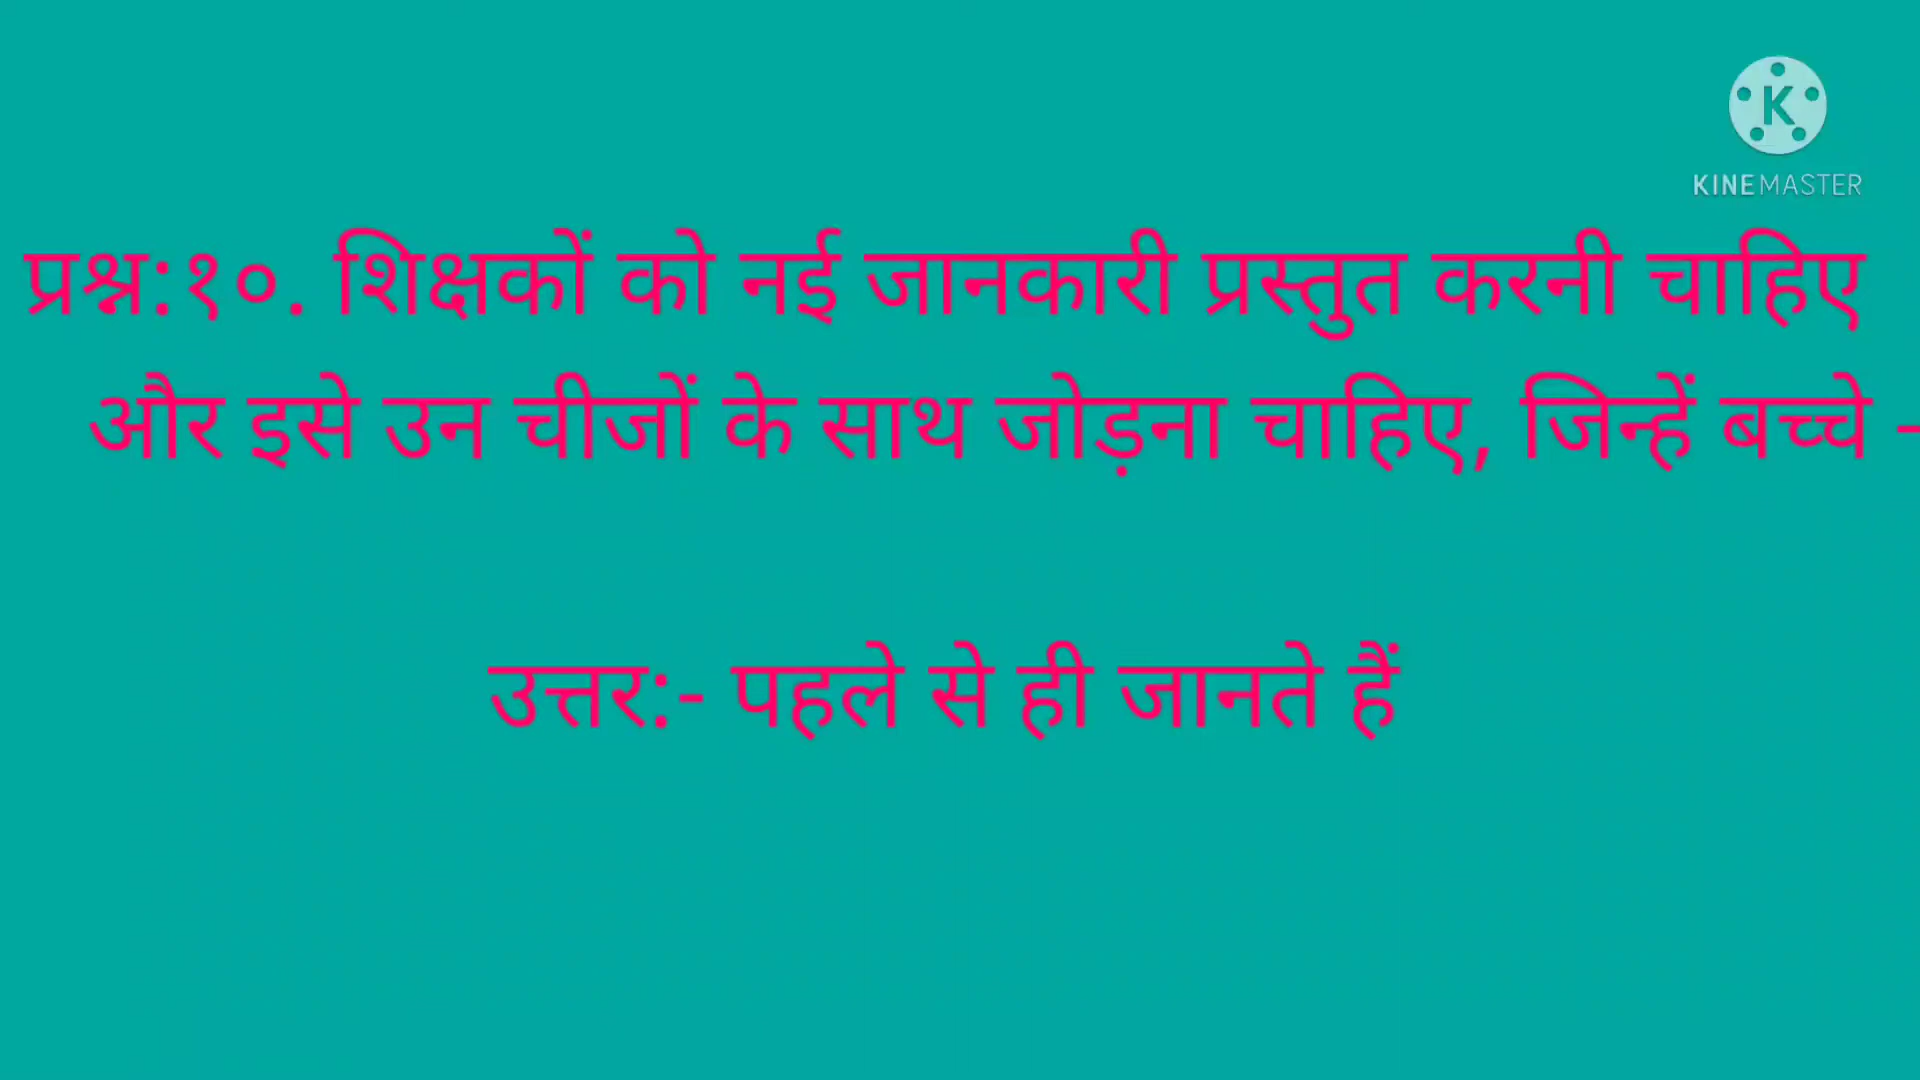 K
KINEMASTER
प्रश्न:१०. शिक्षकों को नई जानकारी प्रस्तुत करनी चाहिए
और इसे उन चीजों के साथ जोड़ना चाहिए, जिन्हें बच्चे -
उत्तर:- पहले से ही जानते हैं